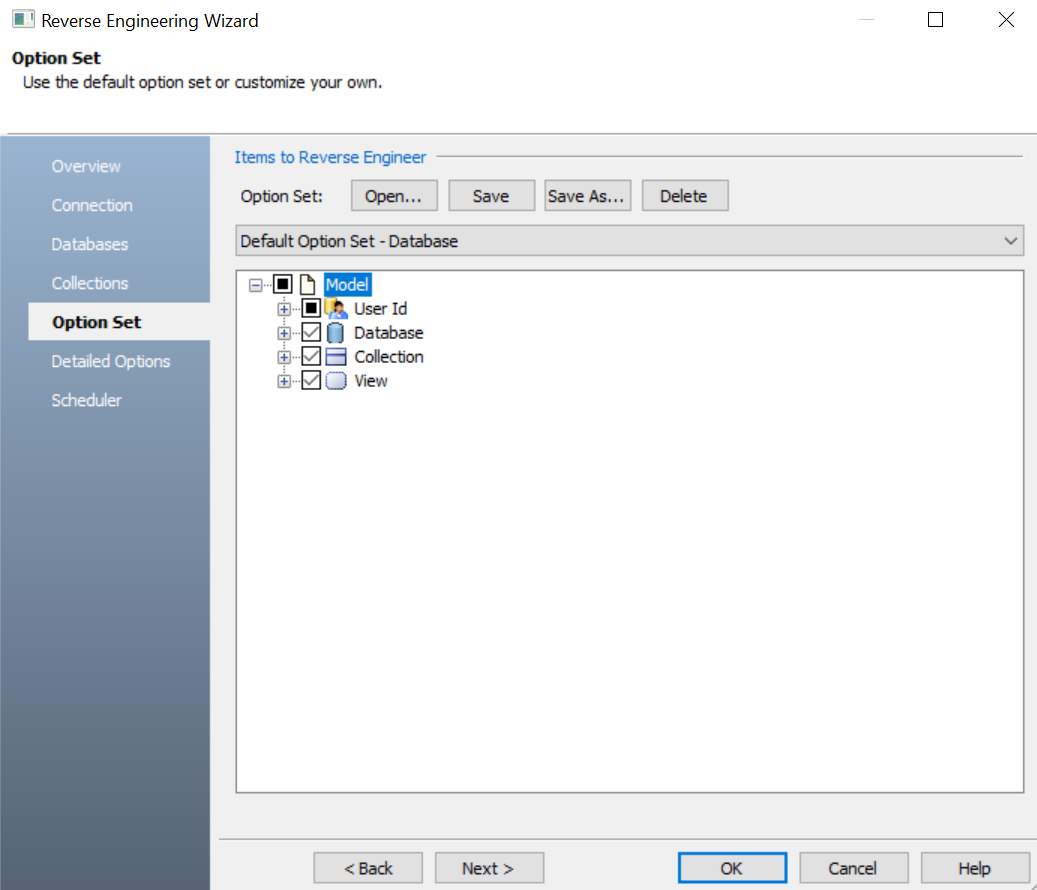 Reverse Engineering Wizard
Option Set
Use the default option set or customize your own.
Overview
Connection
Databases
Collections
Option Set
Detailed Options
Scheduler
Items to Reverse Engineer
Option Set: Open... Save Save As... Delete
Default Option Set - Database
Model
User Id
Database
Collection
View
< Back Next > OK Cancel Help